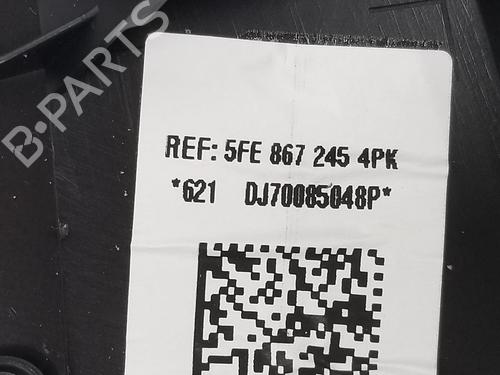 B-PARTS
REF: 5FE 867 245 4PK
*621 DJ70085048P*